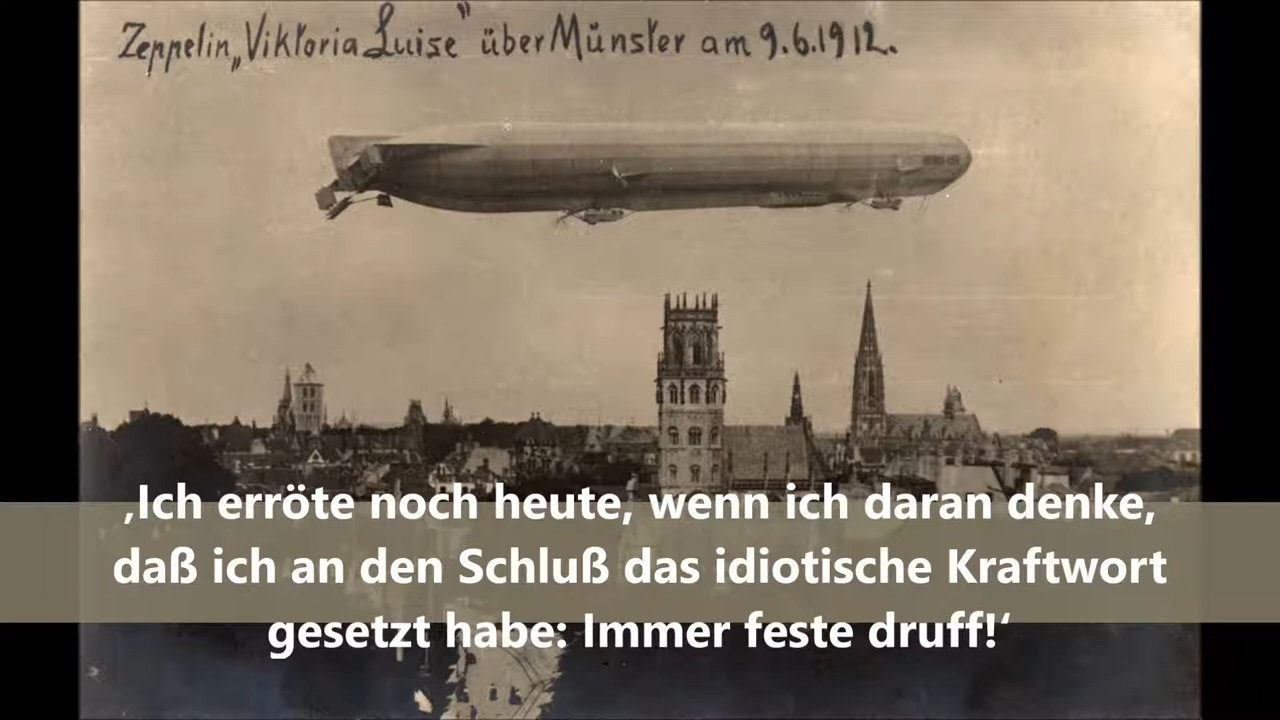 Zeppelin „Viktoria Luise” über Münster am 9.6.1912.
‚Ich erröte noch heute, wenn ich daran denke,
daß ich an den Schluß das idiotische Kraftwort
gesetzt habe: Immer feste druff!‘